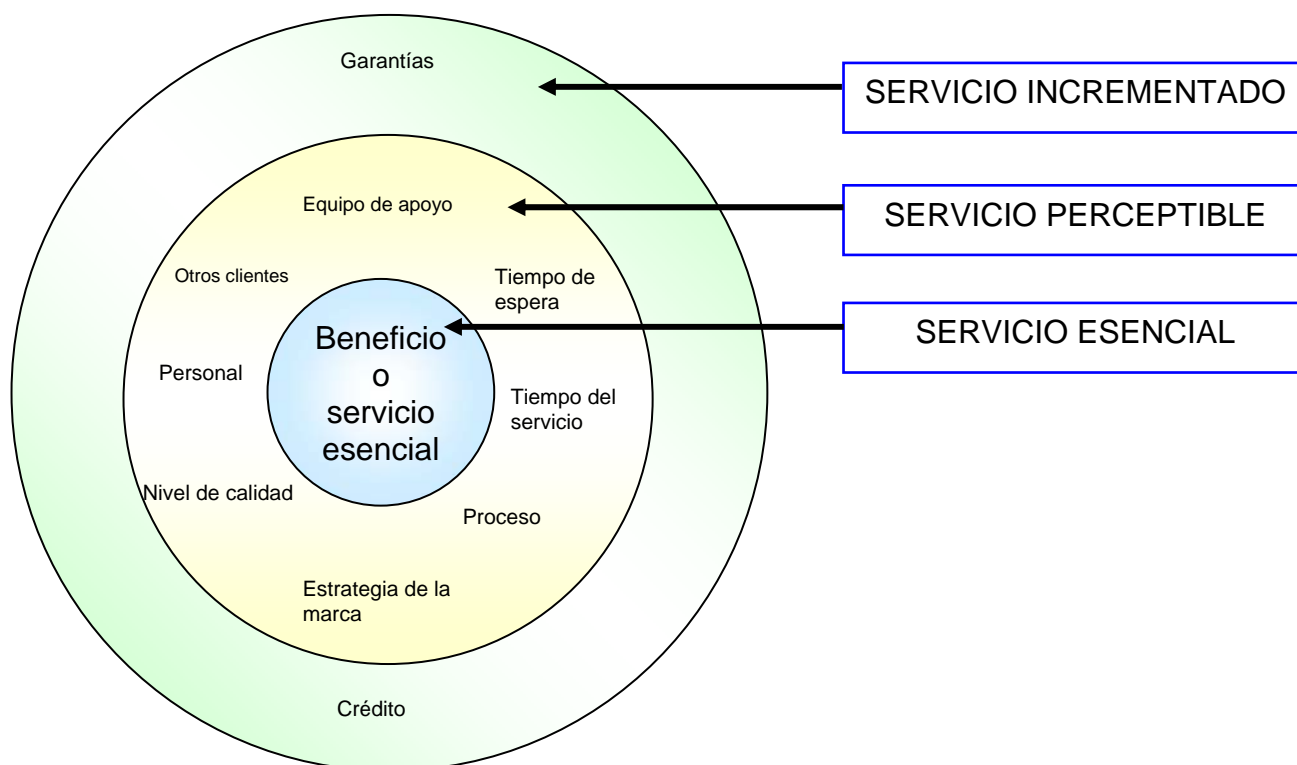 Garantías
SERVICIO INCREMENTADO
Equipo de apoyo
SERVICIO PERCEPTIBLE
Otros clientes
Tiempo de
espera
Beneficio
o
servicio
esencial
SERVICIO ESENCIAL
Personal
Tiempo del
servicio
Nivel de calidad
Proceso
Estrategia de la
marca
Crédito